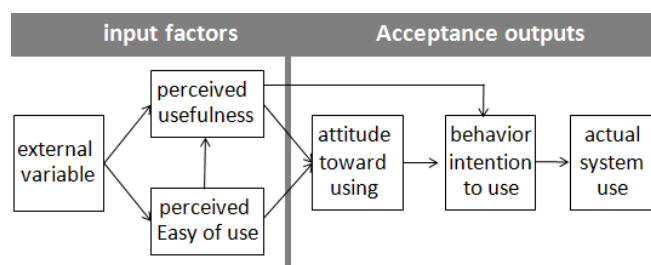 input factors
Acceptance outputs
external
variable
perceived
usefulness
perceived
Easy of use
attitude
toward
using
behavior
intention
to use
actual
system
use